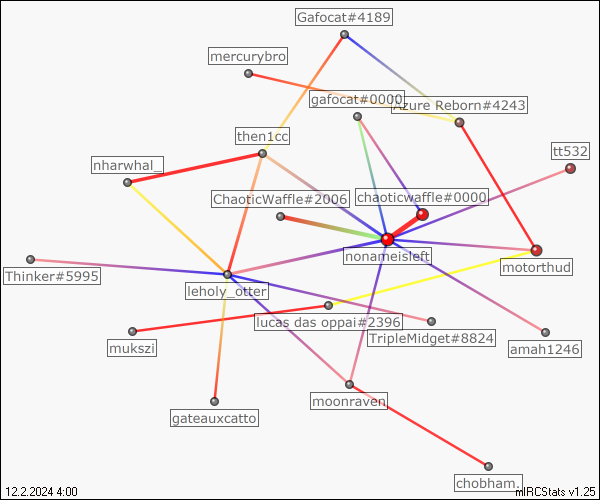 Gafocat#4189
mercurybro
gafocat#0000
Azure Reborn#4243
then1cc
tt532
nharwhal_
ChaoticWaffle#2006
chaoticwaffle#0000
nonameisleft
motorthud
Thinker#5995
leholy_otter
lucas das oppai#2396
TripleMidget#8824
mukszi
amah1246
moonraven
gateauxcatto
chobham.
12.2.2024 4:00
mIRCStats v1.25